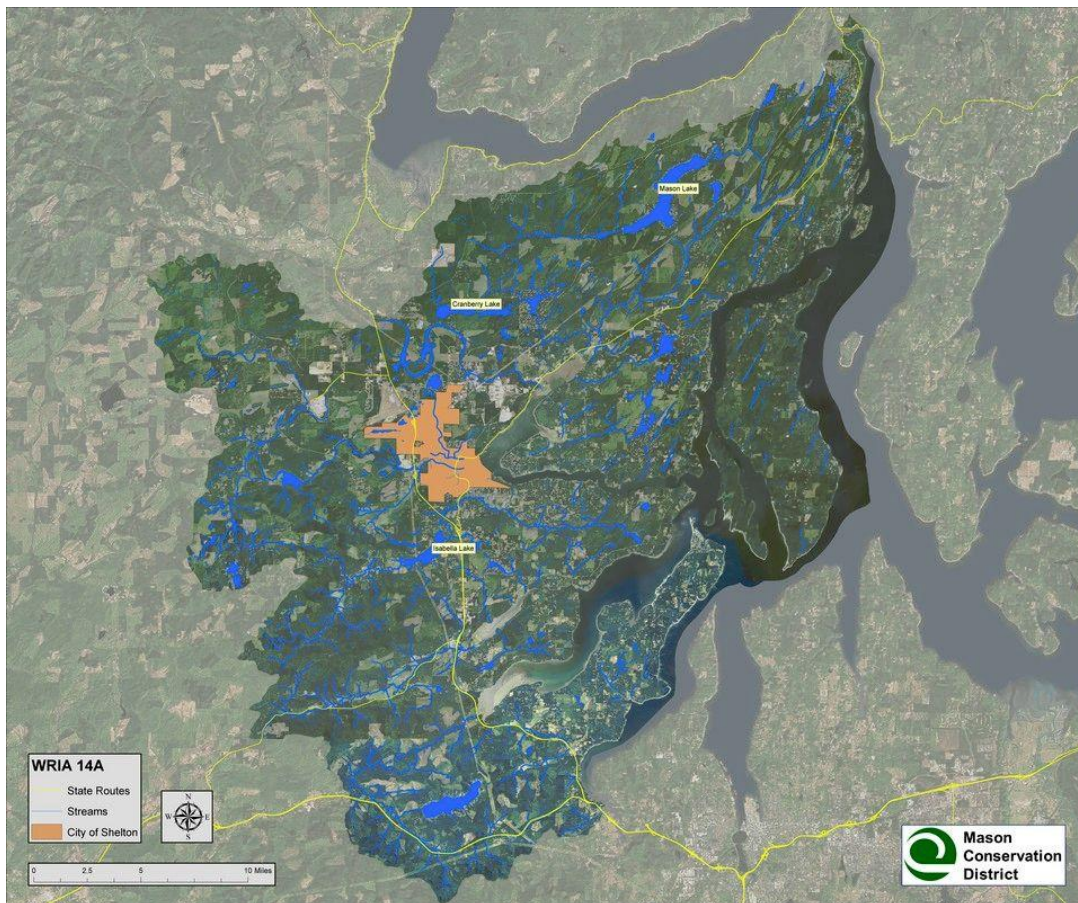 Mason Lake
Cranberry Lake
Isabella Lake
WRIA 14A
State Routes
Streams
City of Shelton
N
W E
S
0 2.5 5 10 Miles
Mason
Conservation
District